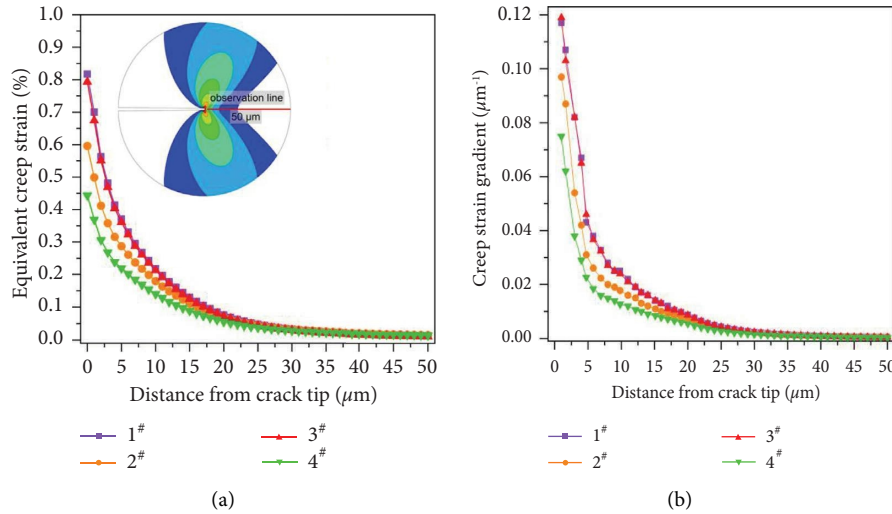 1.0
0.9
0.8
0.7
0.6
0.5
0.4
0.3
0.2
0.1
0.0
Equivalent creep strain (%)
observation line
50 μm
0 5 10 15 20 25 30 35 40 45 50
Distance from crack tip (μm)
1# 3#
2# 4#
(a)
0.12
0.10
0.08
0.06
0.04
0.02
0.00
Creep strain gradient (μm⁻¹)
0 5 10 15 20 25 30 35 40 45 50
Distance from crack tip (μm)
1# 3#
2# 4#
(b)